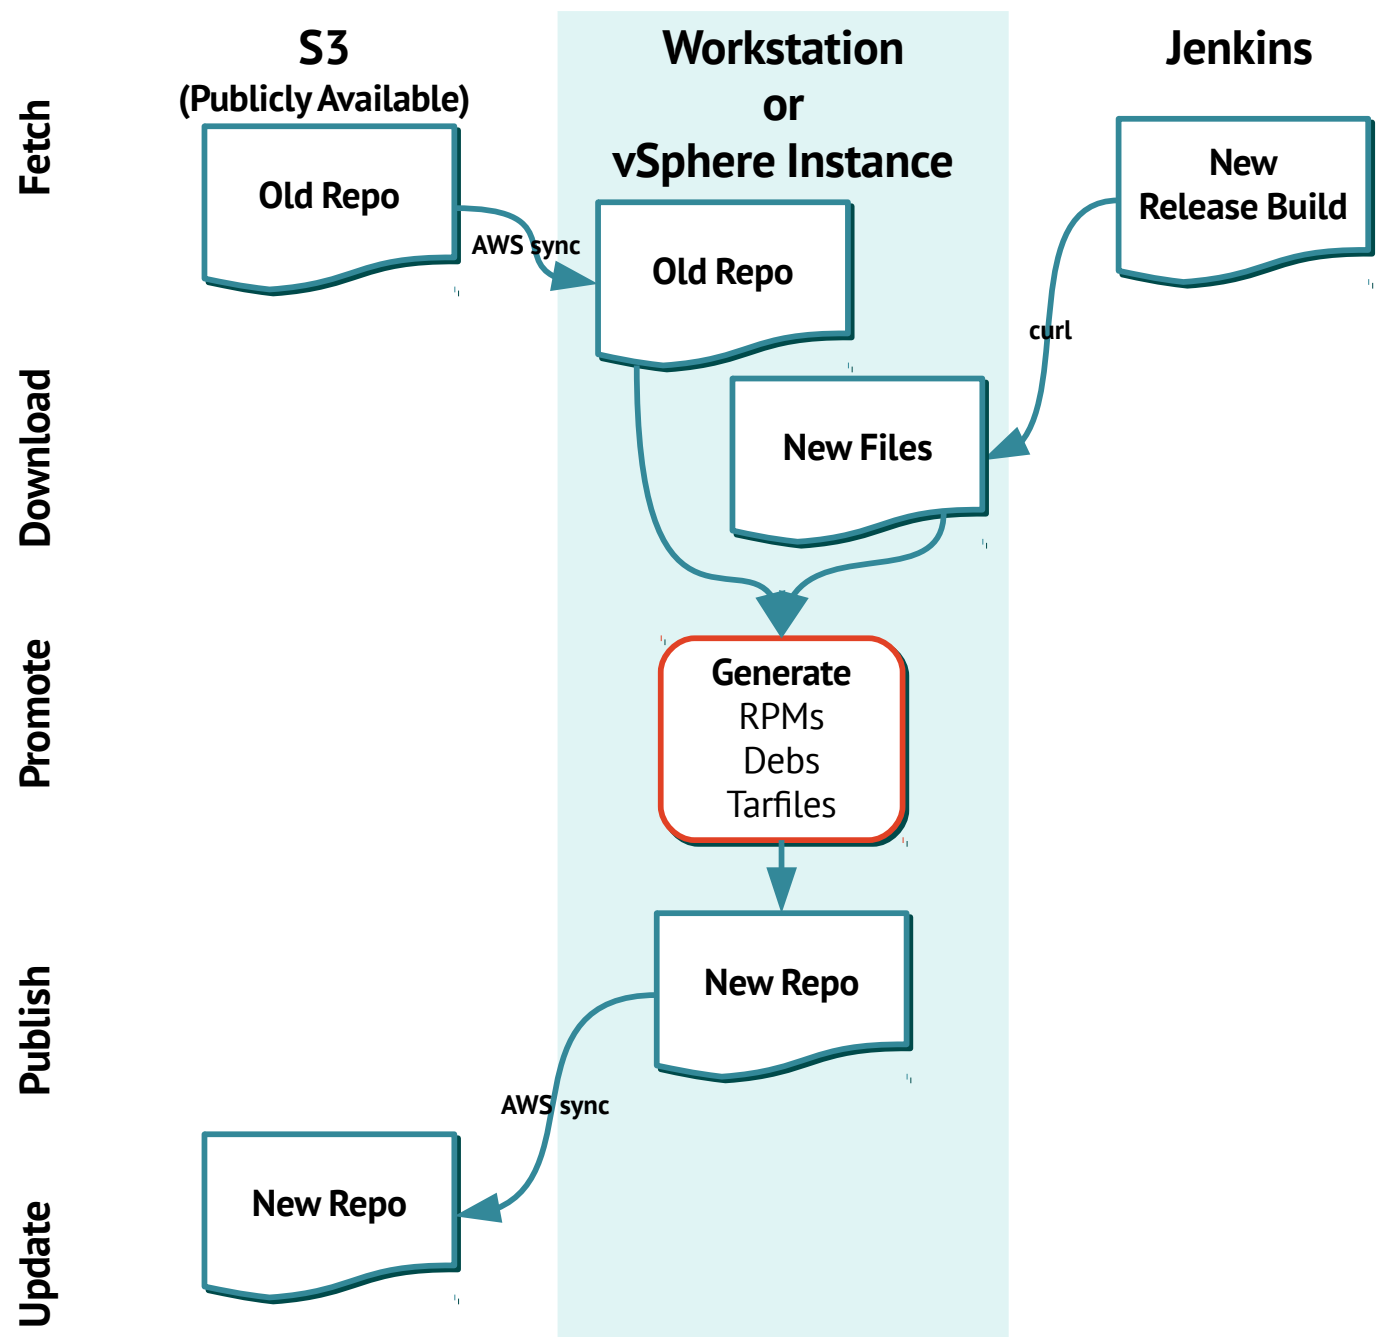 S3
(Publicly Available)
Workstation
or
vSphere Instance
Jenkins
Fetch
Old Repo
AWS sync
Old Repo
New
Release Build
curl
Download
New Files
Promote
Generate
RPMs
Debs
Tarfiles
Publish
New Repo
AWS sync
Update
New Repo